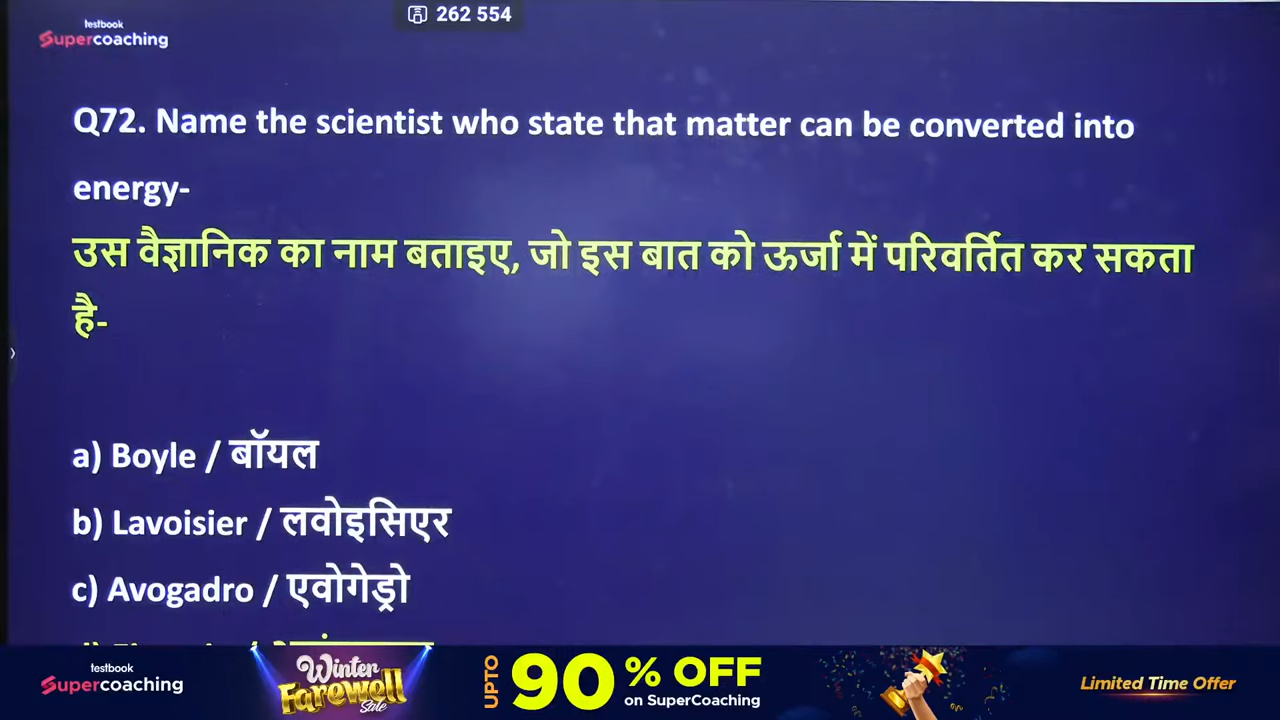 testbook
Supercoaching
262 554
Q72. Name the scientist who state that matter can be converted into
energy-
उस वैज्ञानिक का नाम बताइए, जो इस बात को ऊर्जा में परिवर्तित कर सकता
है-
a) Boyle / बॉयल
b) Lavoisier / लवोइसिएर
c) Avogadro / एवोगेड्रो
testbook
Supercoaching
Winter
Farewell
Sale
UPTO
90 % OFF
on SuperCoaching
Limited Time Offer